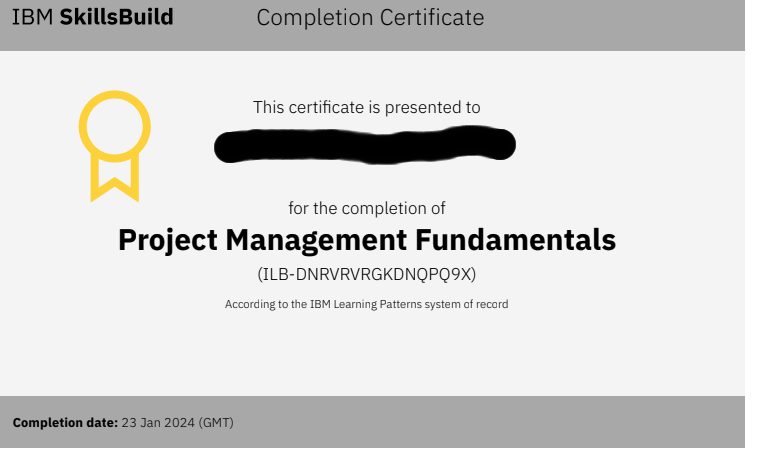 IBM SkillsBuild
Completion Certificate
This certificate is presented to
for the completion of
Project Management Fundamentals
(ILB-DNRVRVRGKDNQPQ9X)
According to the IBM Learning Patterns system of record
Completion date: 23 Jan 2024 (GMT)